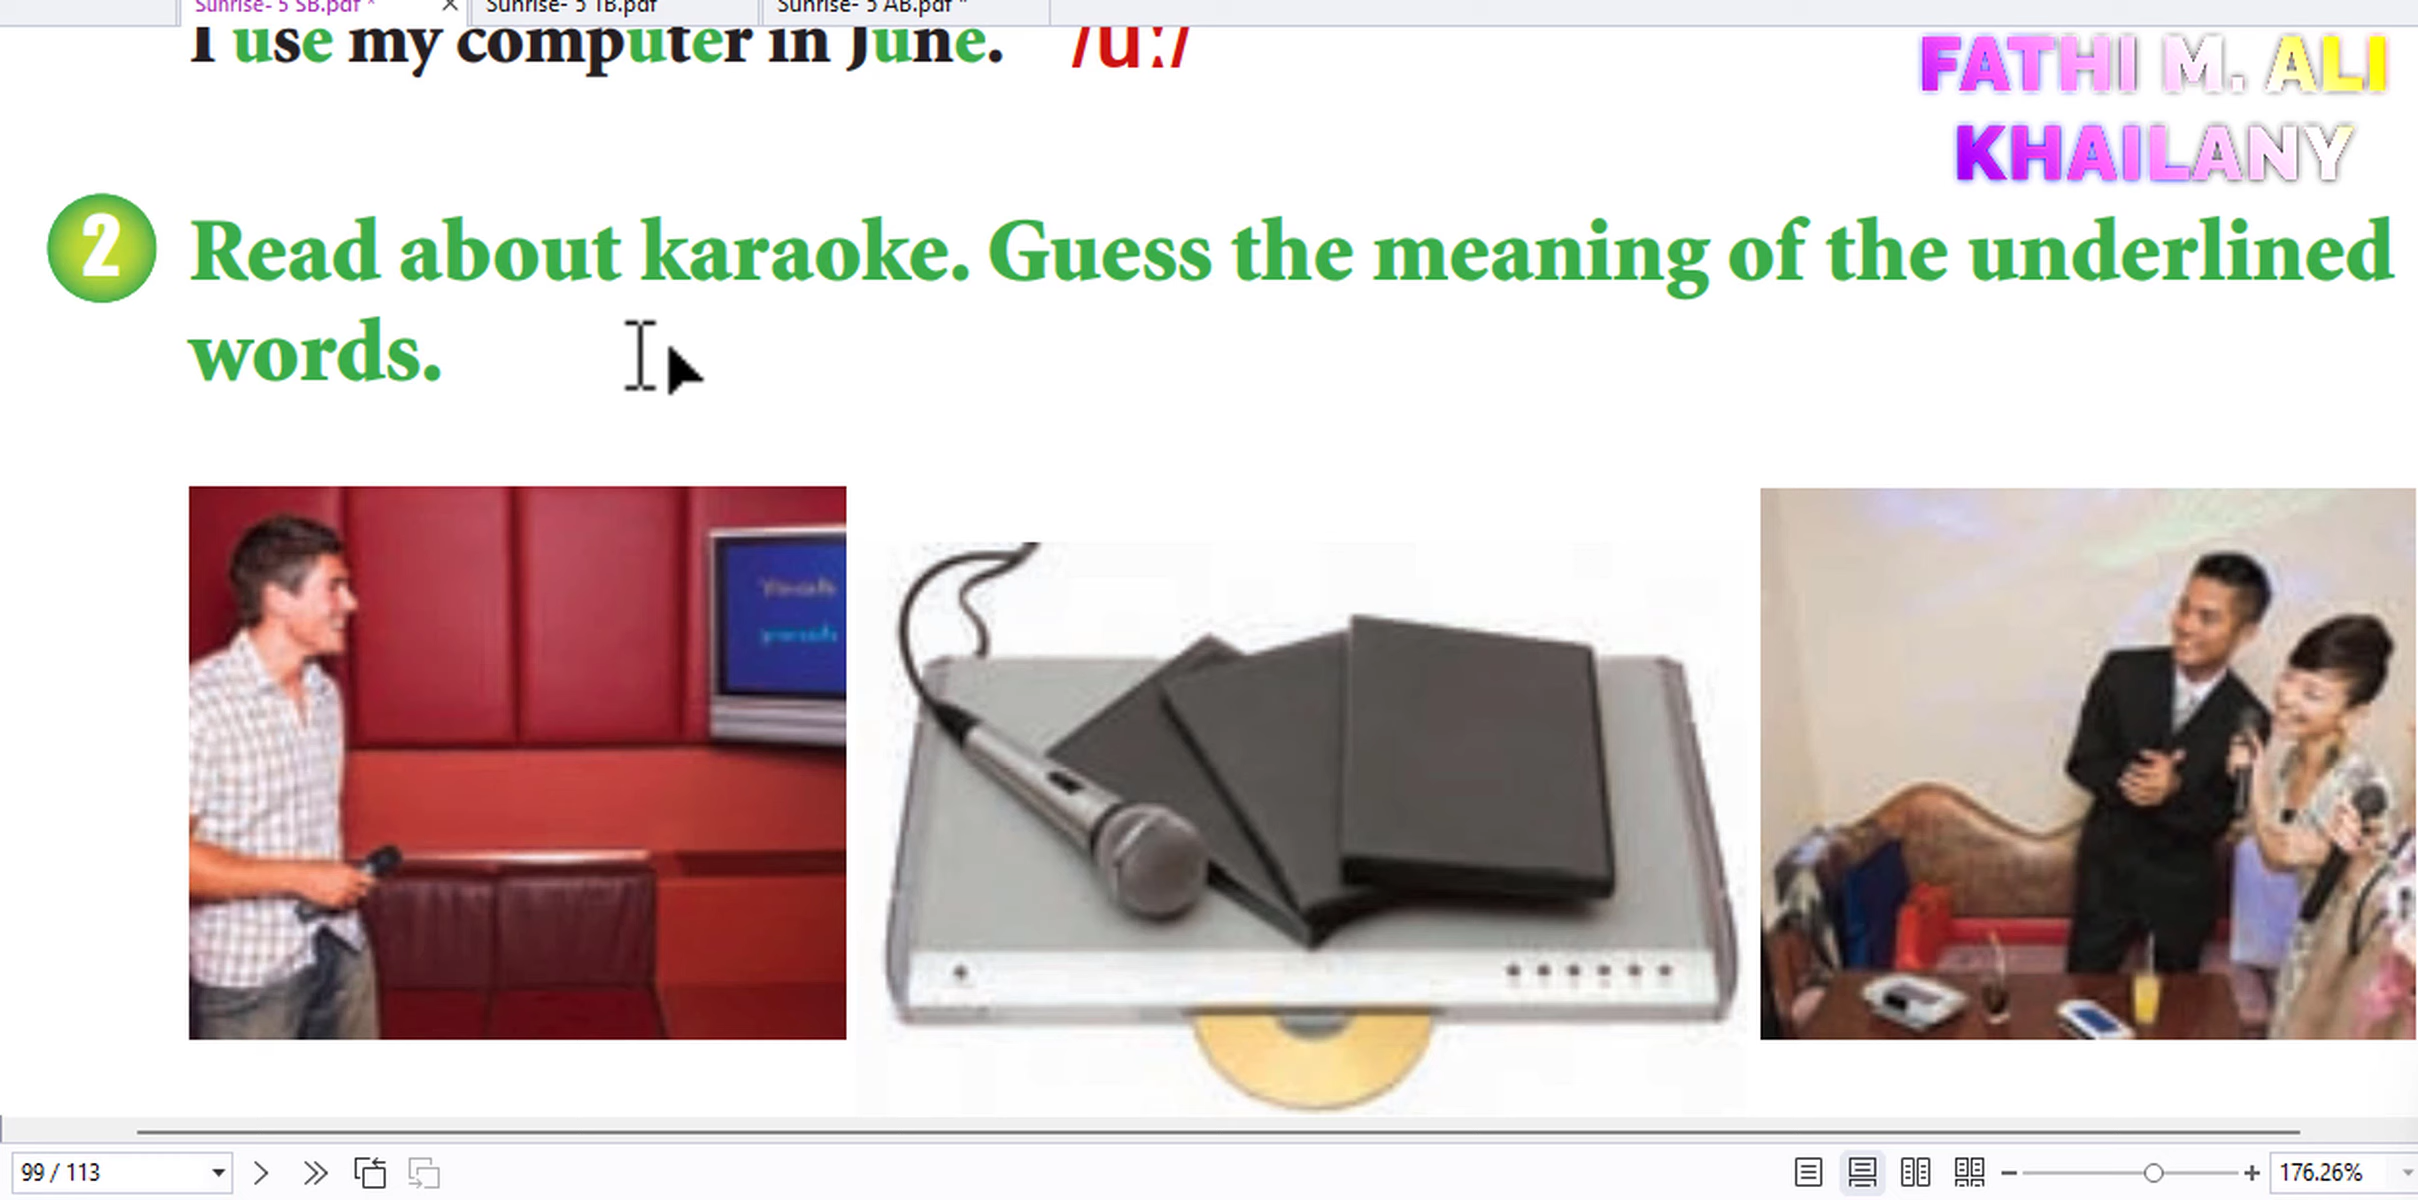 Sunrise- 5 SB.pdf *
Sunrise- 5 TB.pdf
Sunrise- 5 AB.pdf *
I use my computer in June. /uː/
FATHI M. ALI
KHAILANY
2 Read about karaoke. Guess the meaning of the underlined
words.
99 / 113
176.26%